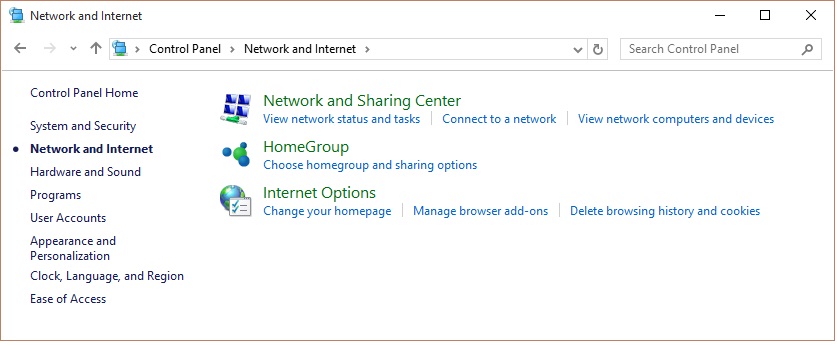 Network and Internet
Control Panel Network and Internet
Search Control Panel
Control Panel Home
System and Security
Network and Internet
Hardware and Sound
Programs
User Accounts
Appearance and
Personalization
Clock, Language, and Region
Ease of Access
Network and Sharing Center
View network status and tasks Connect to a network View network computers and devices
HomeGroup
Choose homegroup and sharing options
Internet Options
Change your homepage Manage browser add-ons Delete browsing history and cookies